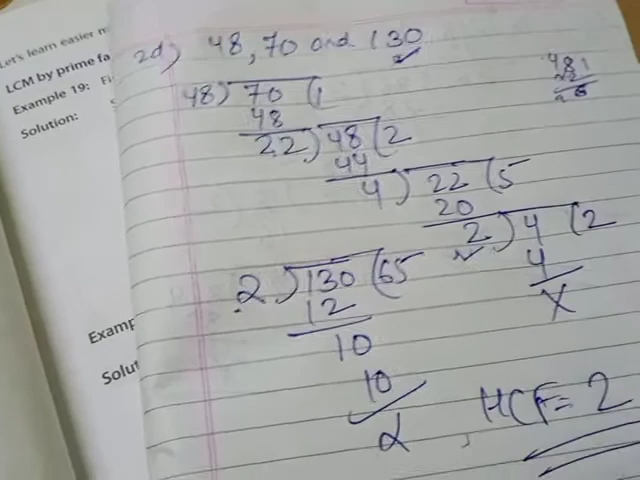 Let's learn easier m
LCM by prime fa
Example 19: Fi
Solution: S
Examp
Solut
2d) 48, 70 and 130
48) 70 (1
48
22) 48 (2
44
4) 22 (5
20
2) 4 (2
4
x
2) 130 (65
12
10
10
HCF = 2